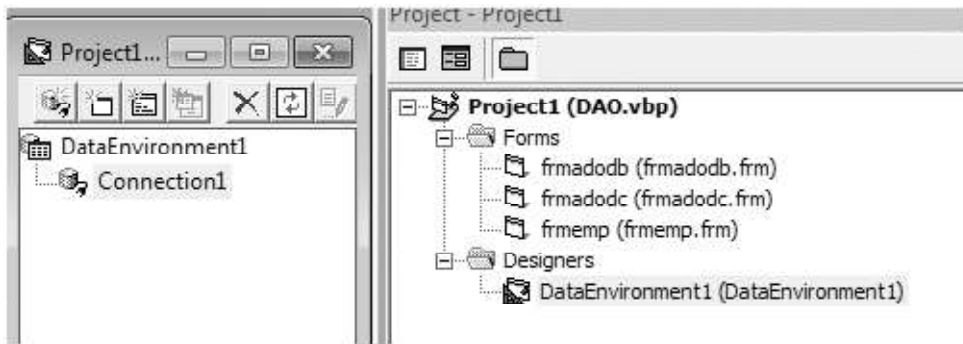 Project1...
DataEnvironment1
Connection1
Project - Project1
Project1 (DAO.vbp)
Forms
frmadodb (frmadodb.frm)
frmadodc (frmadodc.frm)
frmemp (frmemp.frm)
Designers
DataEnvironment1 (DataEnvironment1)